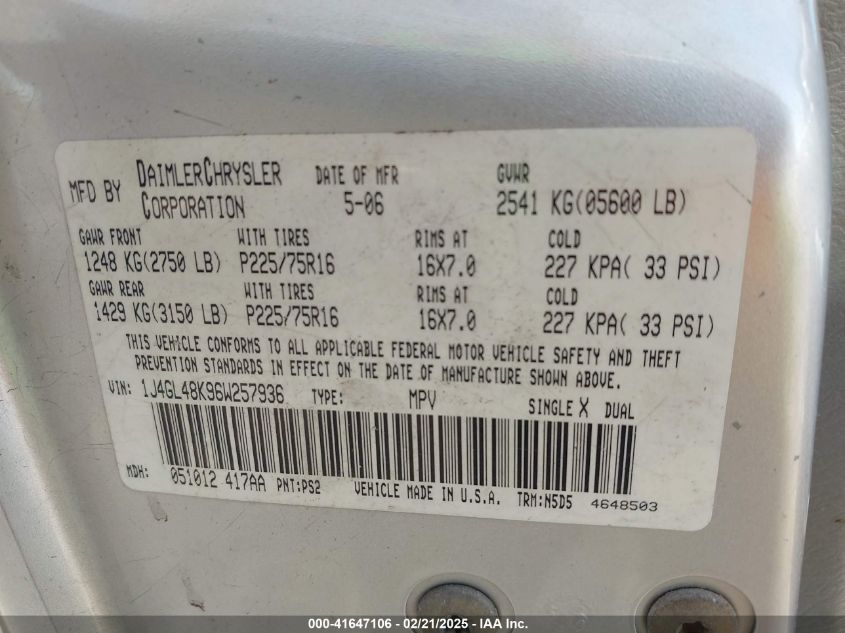 MFD BY DAIMLERCHRYSLER CORPORATION DATE OF MFR 5-06 GVWR 2541 KG(05600 LB)
GAWR FRONT WITH TIRES RIMS AT COLD
1248 KG(2750 LB) P225/75R16 16X7.0 227 KPA( 33 PSI)
GAWR REAR WITH TIRES RIMS AT COLD
1429 KG(3150 LB) P225/75R16 16X7.0 227 KPA( 33 PSI)
THIS VEHICLE CONFORMS TO ALL APPLICABLE FEDERAL MOTOR VEHICLE SAFETY AND THEFT
PREVENTION STANDARDS IN EFFECT ON THE DATE OF MANUFACTURE SHOWN ABOVE.
VIN: 1J4GL48K96W257936 TYPE: MPV SINGLE X DUAL
MDH: 051012 417AA PNT:PS2 VEHICLE MADE IN U.S.A. TRM:N5D5 4648503
000-41647106 - 02/21/2025 - IAA Inc.